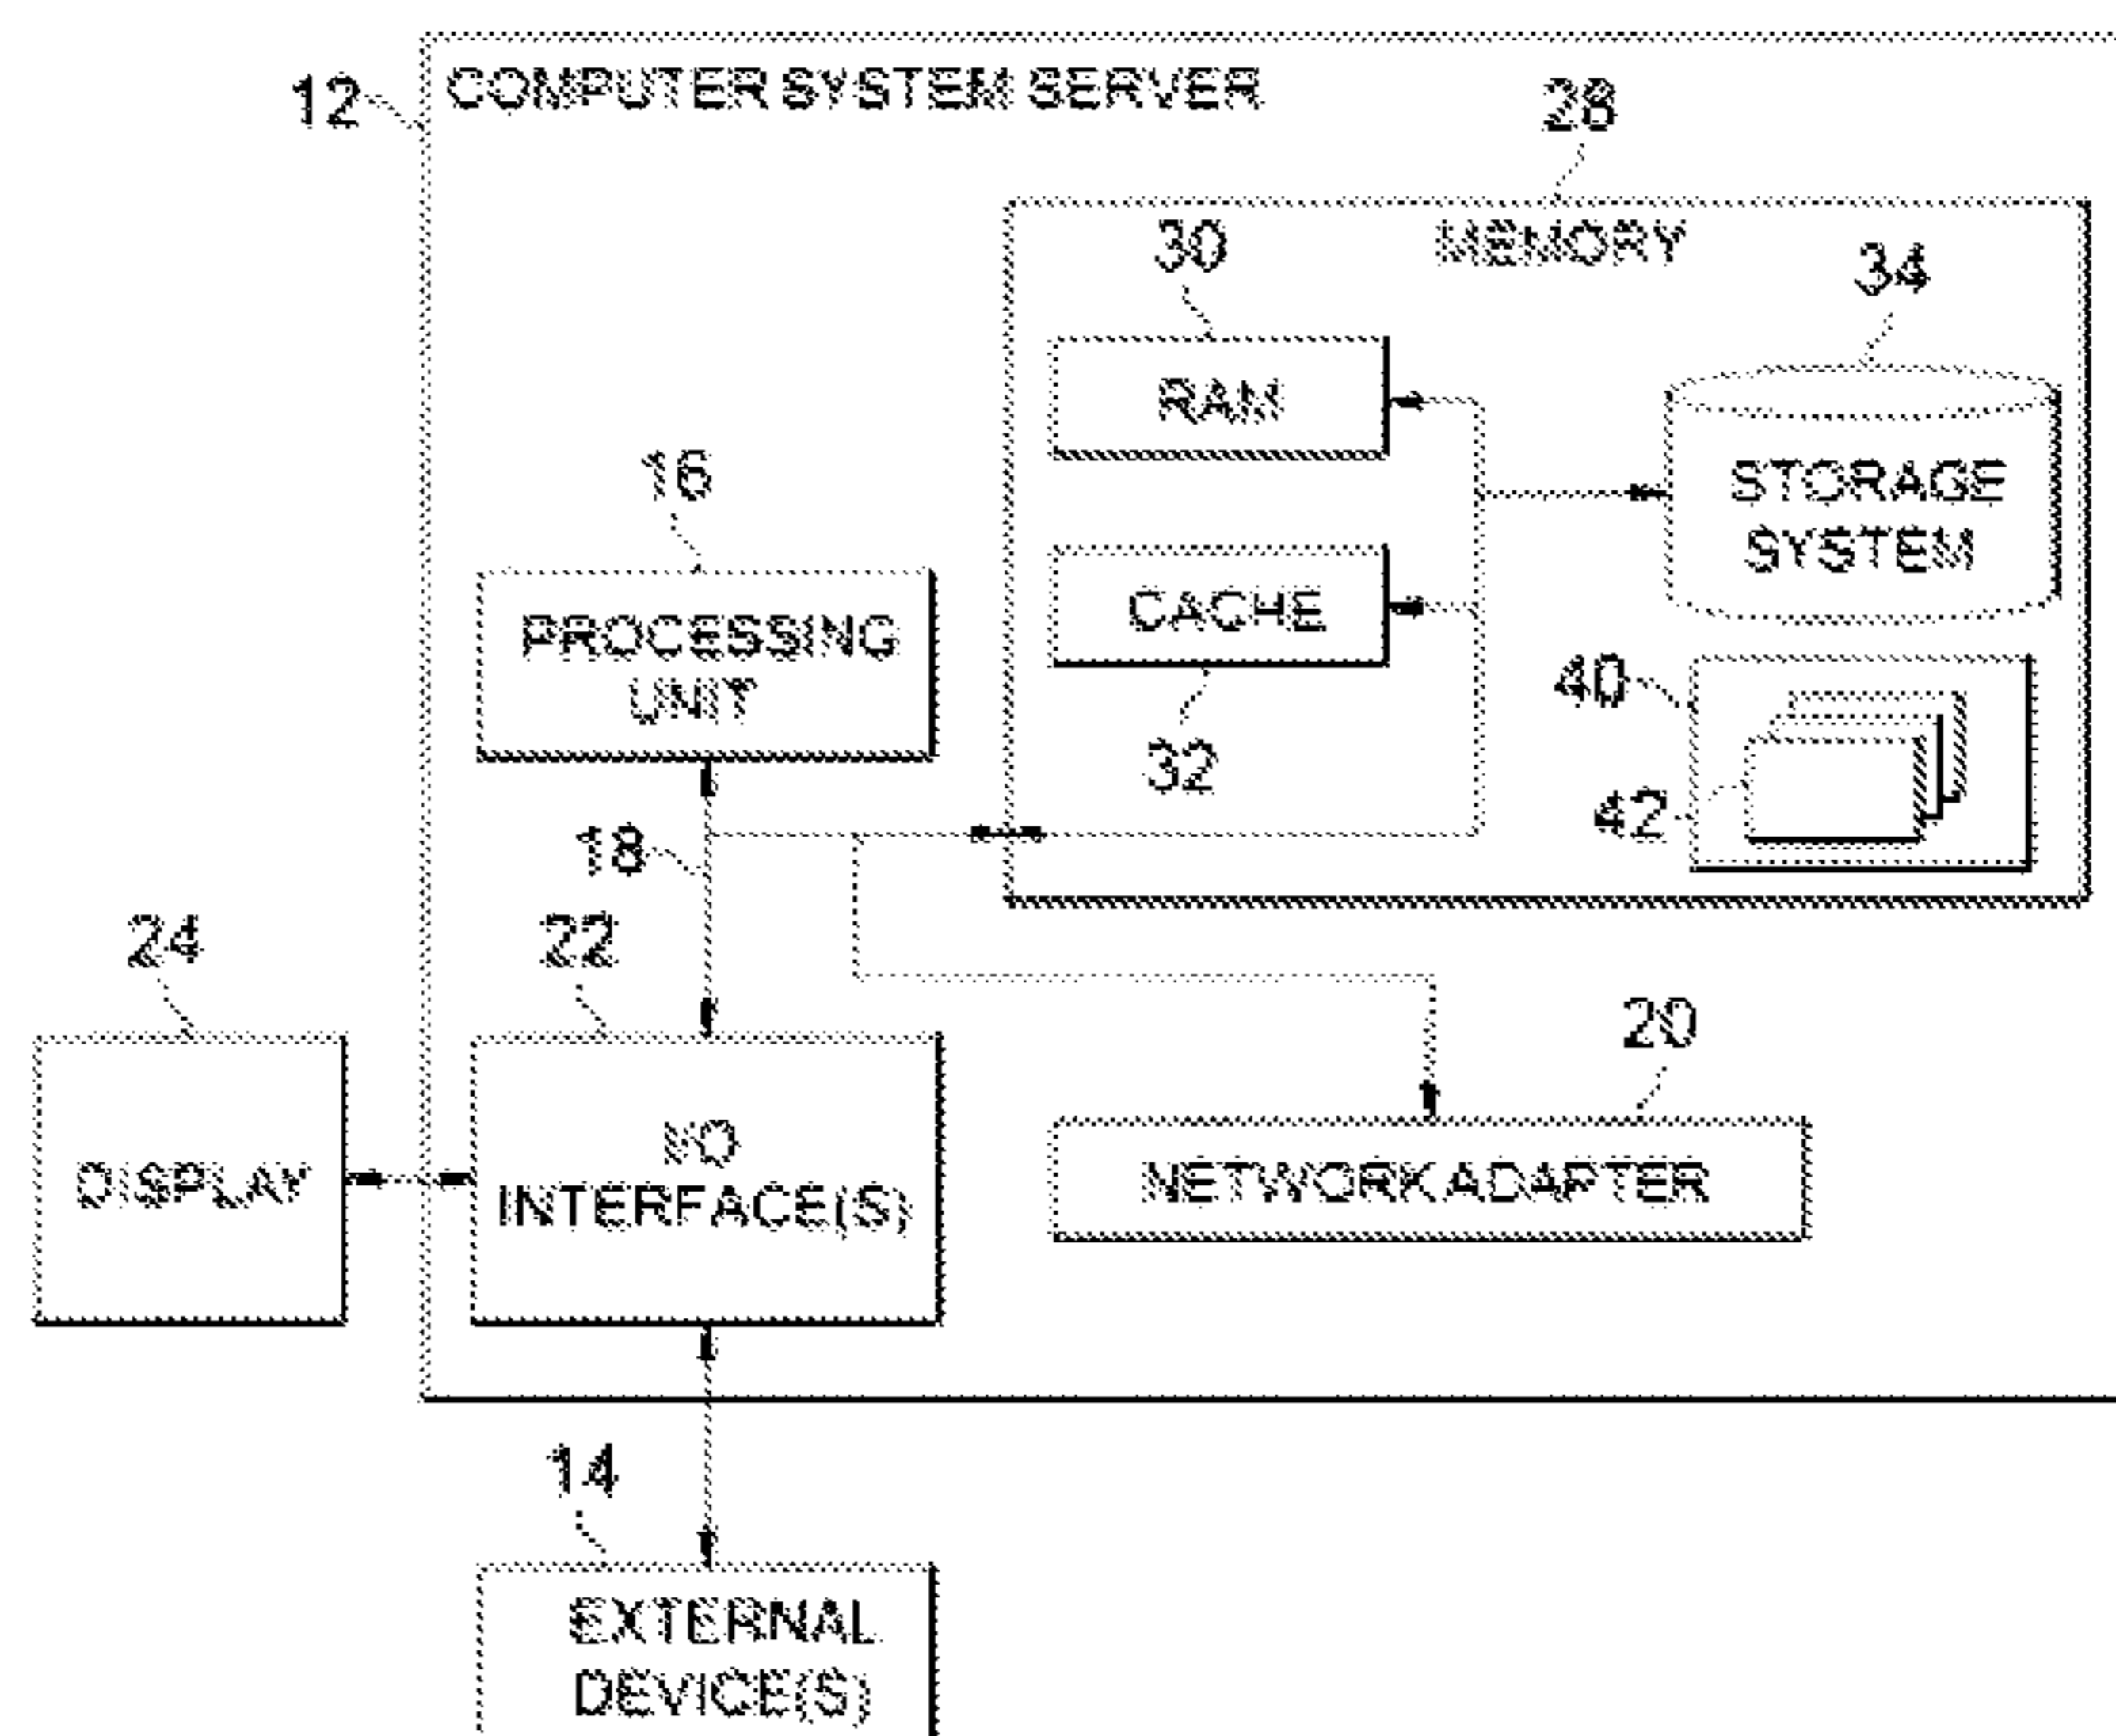 12
COMPUTER SYSTEM SERVER
28
MEMORY
30
34
RAM
16
STORAGE
SYSTEM
CACHE
PROCESSING
UNIT
40
32
42
18
24
22
20
I/O
INTERFACE(S)
DISPLAY
NETWORK ADAPTER
14
EXTERNAL
DEVICE(S)